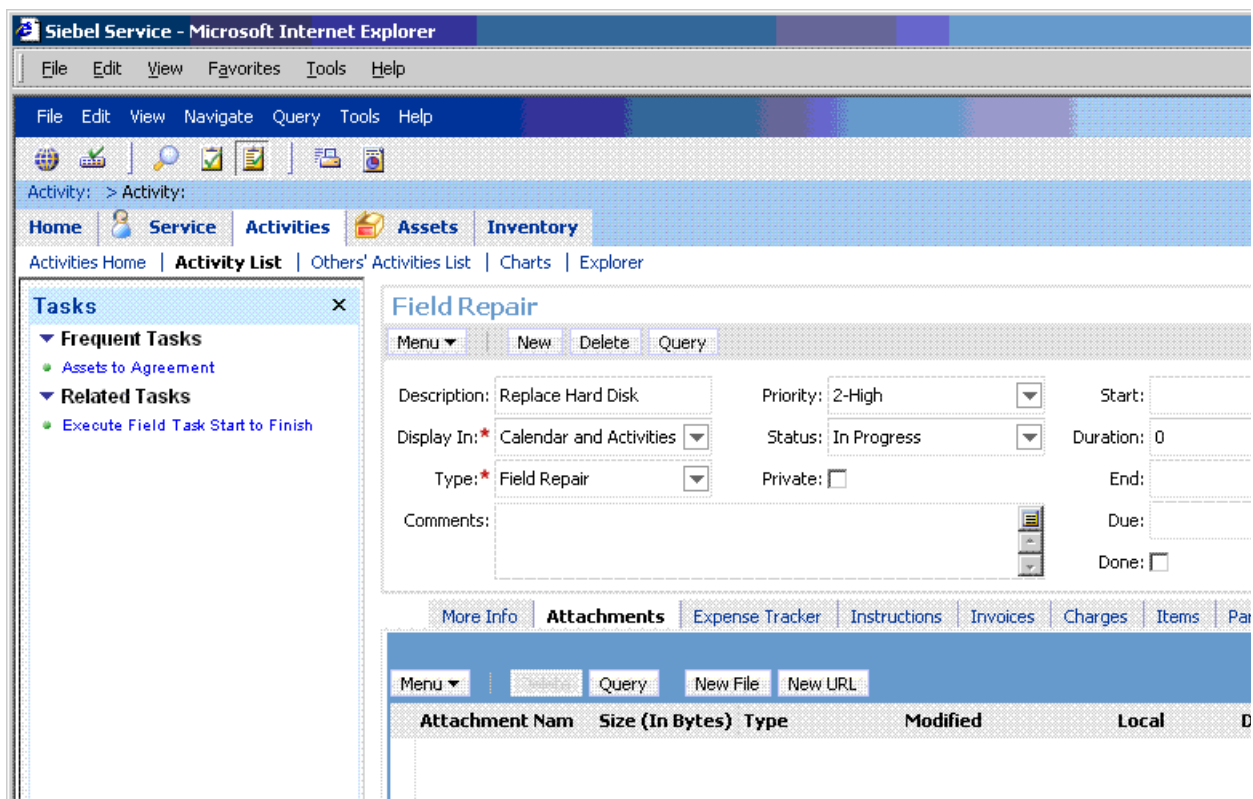 Siebel Service - Microsoft Internet Explorer
File Edit View Favorites Tools Help
File Edit View Navigate Query Tools Help
Activity: > Activity:
Home Service Activities Assets Inventory
Activities Home | Activity List | Others' Activities List | Charts | Explorer
Tasks
Frequent Tasks
Assets to Agreement
Related Tasks
Execute Field Task Start to Finish
Field Repair
Menu New Delete Query
Description: Replace Hard Disk Priority: 2-High Start:
Display In:* Calendar and Activities Status: In Progress Duration: 0
Type:* Field Repair Private: End:
Comments: Due:
Done:
More Info Attachments Expense Tracker Instructions Invoices Charges Items Par
Menu Delete Query New File New URL
Attachment Nam Size (In Bytes) Type Modified Local D